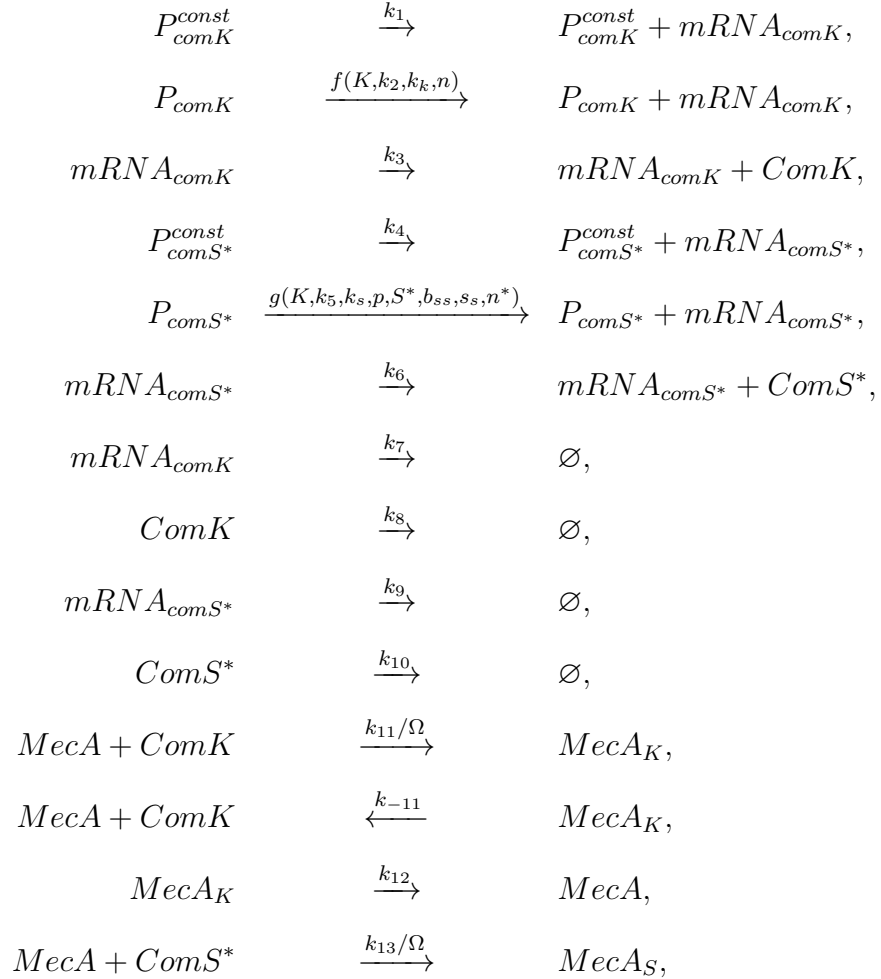 $P_{comK}^{const} \xrightarrow{k_1} P_{comK}^{const} + mRNA_{comK},$
$P_{comK} \xrightarrow{f(K,k_2,k_k,n)} P_{comK} + mRNA_{comK},$
$mRNA_{comK} \xrightarrow{k_3} mRNA_{comK} + ComK,$
$P_{comS^*}^{const} \xrightarrow{k_4} P_{comS^*}^{const} + mRNA_{comS^*},$
$P_{comS^*} \xrightarrow{g(K,k_5,k_s,p,S^*,b_{ss},s_s,n^*)} P_{comS^*} + mRNA_{comS^*},$
$mRNA_{comS^*} \xrightarrow{k_6} mRNA_{comS^*} + ComS^*,$
$mRNA_{comK} \xrightarrow{k_7} \varnothing,$
$ComK \xrightarrow{k_8} \varnothing,$
$mRNA_{comS^*} \xrightarrow{k_9} \varnothing,$
$ComS^* \xrightarrow{k_{10}} \varnothing,$
$MecA + ComK \xrightarrow{k_{11}/\Omega} MecA_K,$
$MecA + ComK \xleftarrow{k_{-11}} MecA_K,$
$MecA_K \xrightarrow{k_{12}} MecA,$
$MecA + ComS^* \xrightarrow{k_{13}/\Omega} MecA_S,$